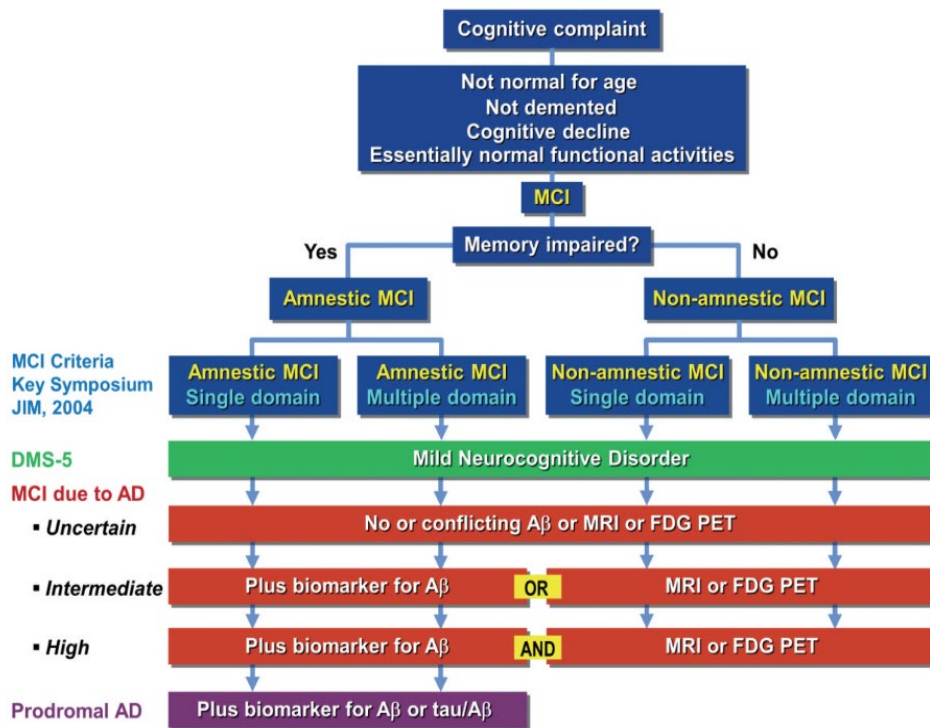 Cognitive complaint
Not normal for age
Not demented
Cognitive decline
Essentially normal functional activities
MCI
Memory impaired?
Yes
No
Amnestic MCI
Non-amnestic MCI
MCI Criteria
Key Symposium
JIM, 2004
Amnestic MCI
Single domain
Amnestic MCI
Multiple domain
Non-amnestic MCI
Single domain
Non-amnestic MCI
Multiple domain
DMS-5
Mild Neurocognitive Disorder
MCI due to AD
▪ Uncertain
No or conflicting Aβ or MRI or FDG PET
▪ Intermediate
Plus biomarker for Aβ
OR
MRI or FDG PET
▪ High
Plus biomarker for Aβ
AND
MRI or FDG PET
Prodromal AD
Plus biomarker for Aβ or tau/Aβ